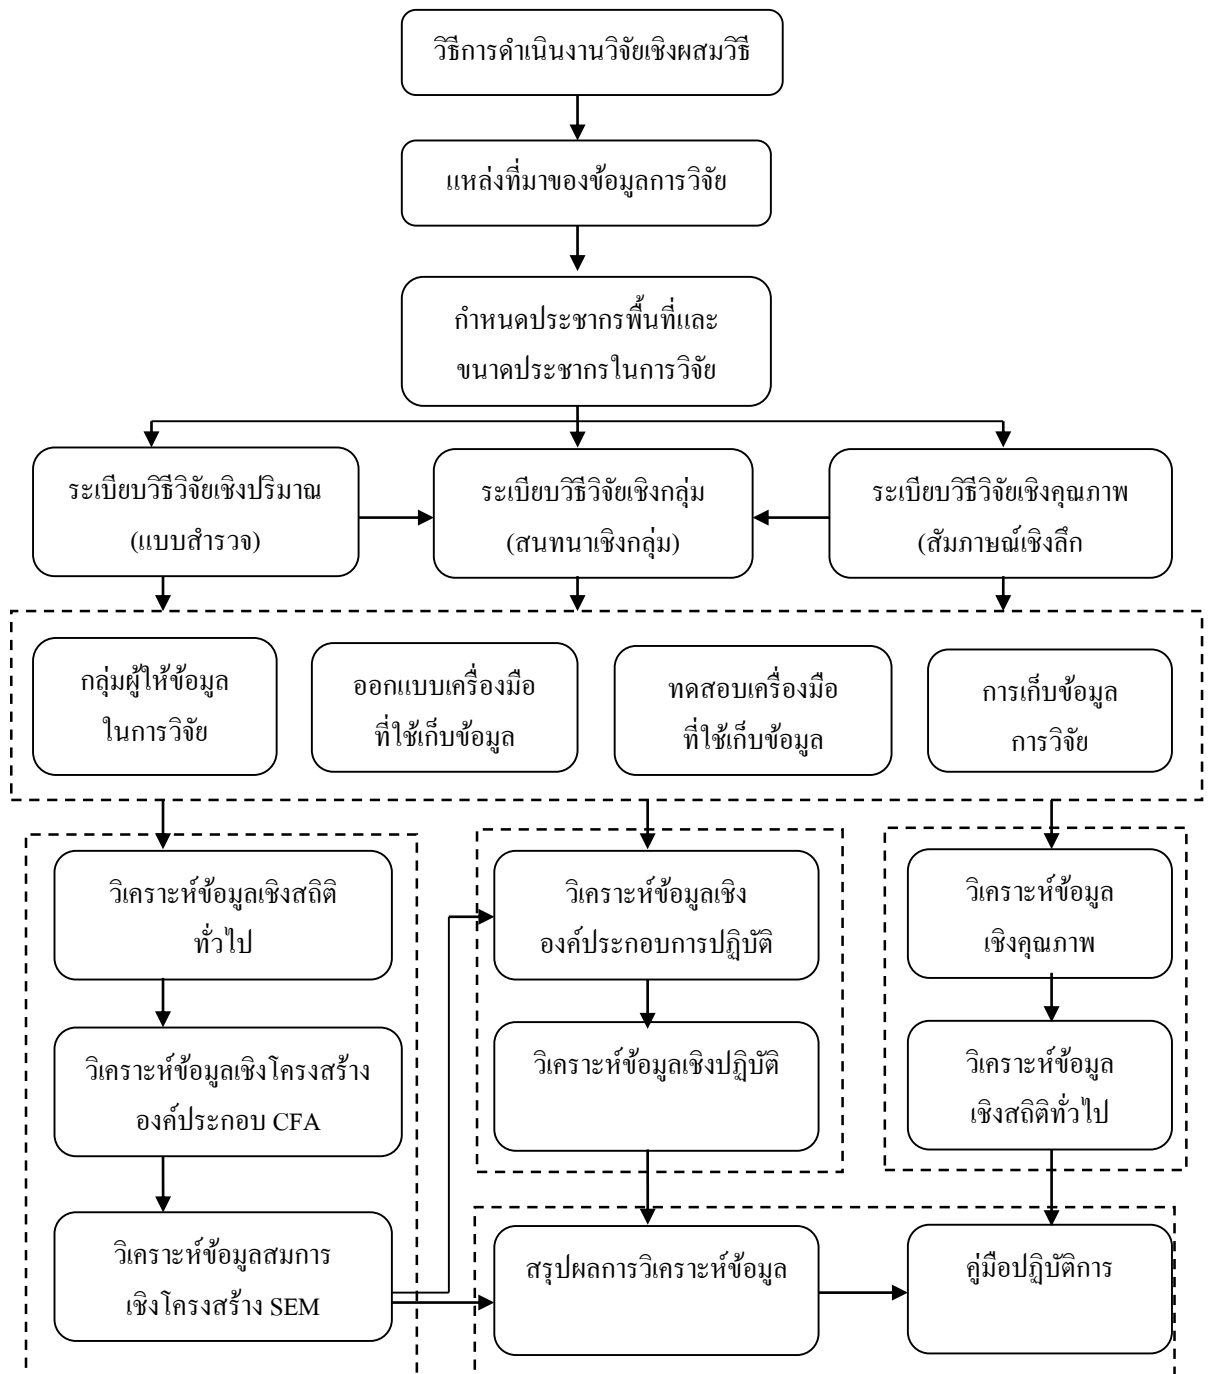 วิธีการดำเนินงานวิจัยเชิงผสมวิธี
แหล่งที่มาของข้อมูลการวิจัย
กำหนดประชากรพื้นที่และ
ขนาดประชากรในการวิจัย
ระเบียบวิธีวิจัยเชิงปริมาณ
(แบบสำรวจ)
ระเบียบวิธีวิจัยเชิงกลุ่ม
(สนทนาเชิงกลุ่ม)
ระเบียบวิธีวิจัยเชิงคุณภาพ
(สัมภาษณ์เชิงลึก
กลุ่มผู้ให้ข้อมูล
ในการวิจัย
ออกแบบเครื่องมือ
ที่ใช้เก็บข้อมูล
ทดสอบเครื่องมือ
ที่ใช้เก็บข้อมูล
การเก็บข้อมูล
การวิจัย
วิเคราะห์ข้อมูลเชิงสถิติ
ทั่วไป
วิเคราะห์ข้อมูลเชิง
องค์ประกอบการปฏิบัติ
วิเคราะห์ข้อมูล
เชิงคุณภาพ
วิเคราะห์ข้อมูลเชิงโครงสร้าง
องค์ประกอบ CFA
วิเคราะห์ข้อมูลเชิงปฏิบัติ
วิเคราะห์ข้อมูล
เชิงสถิติทั่วไป
วิเคราะห์ข้อมูลสมการ
เชิงโครงสร้าง SEM
สรุปผลการวิเคราะห์ข้อมูล
คู่มือปฏิบัติการ